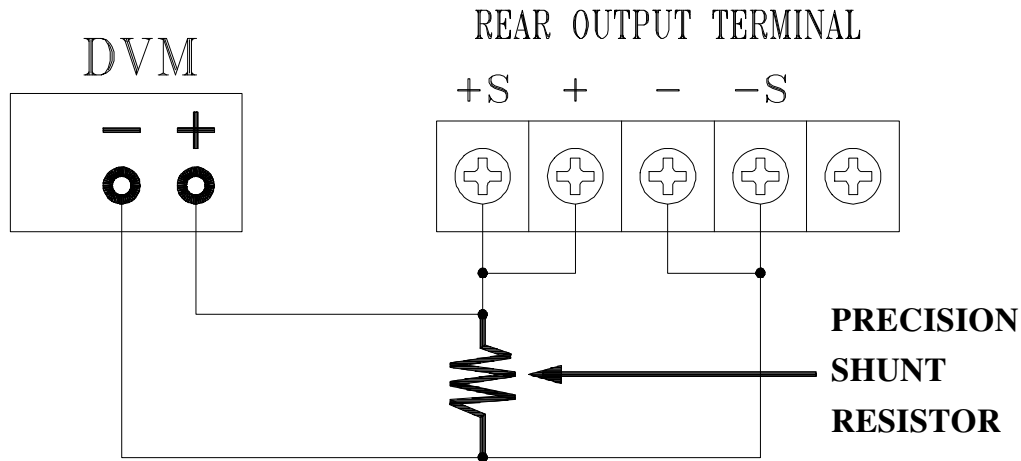 REAR OUTPUT TERMINAL
DVM
+S + - -S
- +
PRECISION
SHUNT
RESISTOR